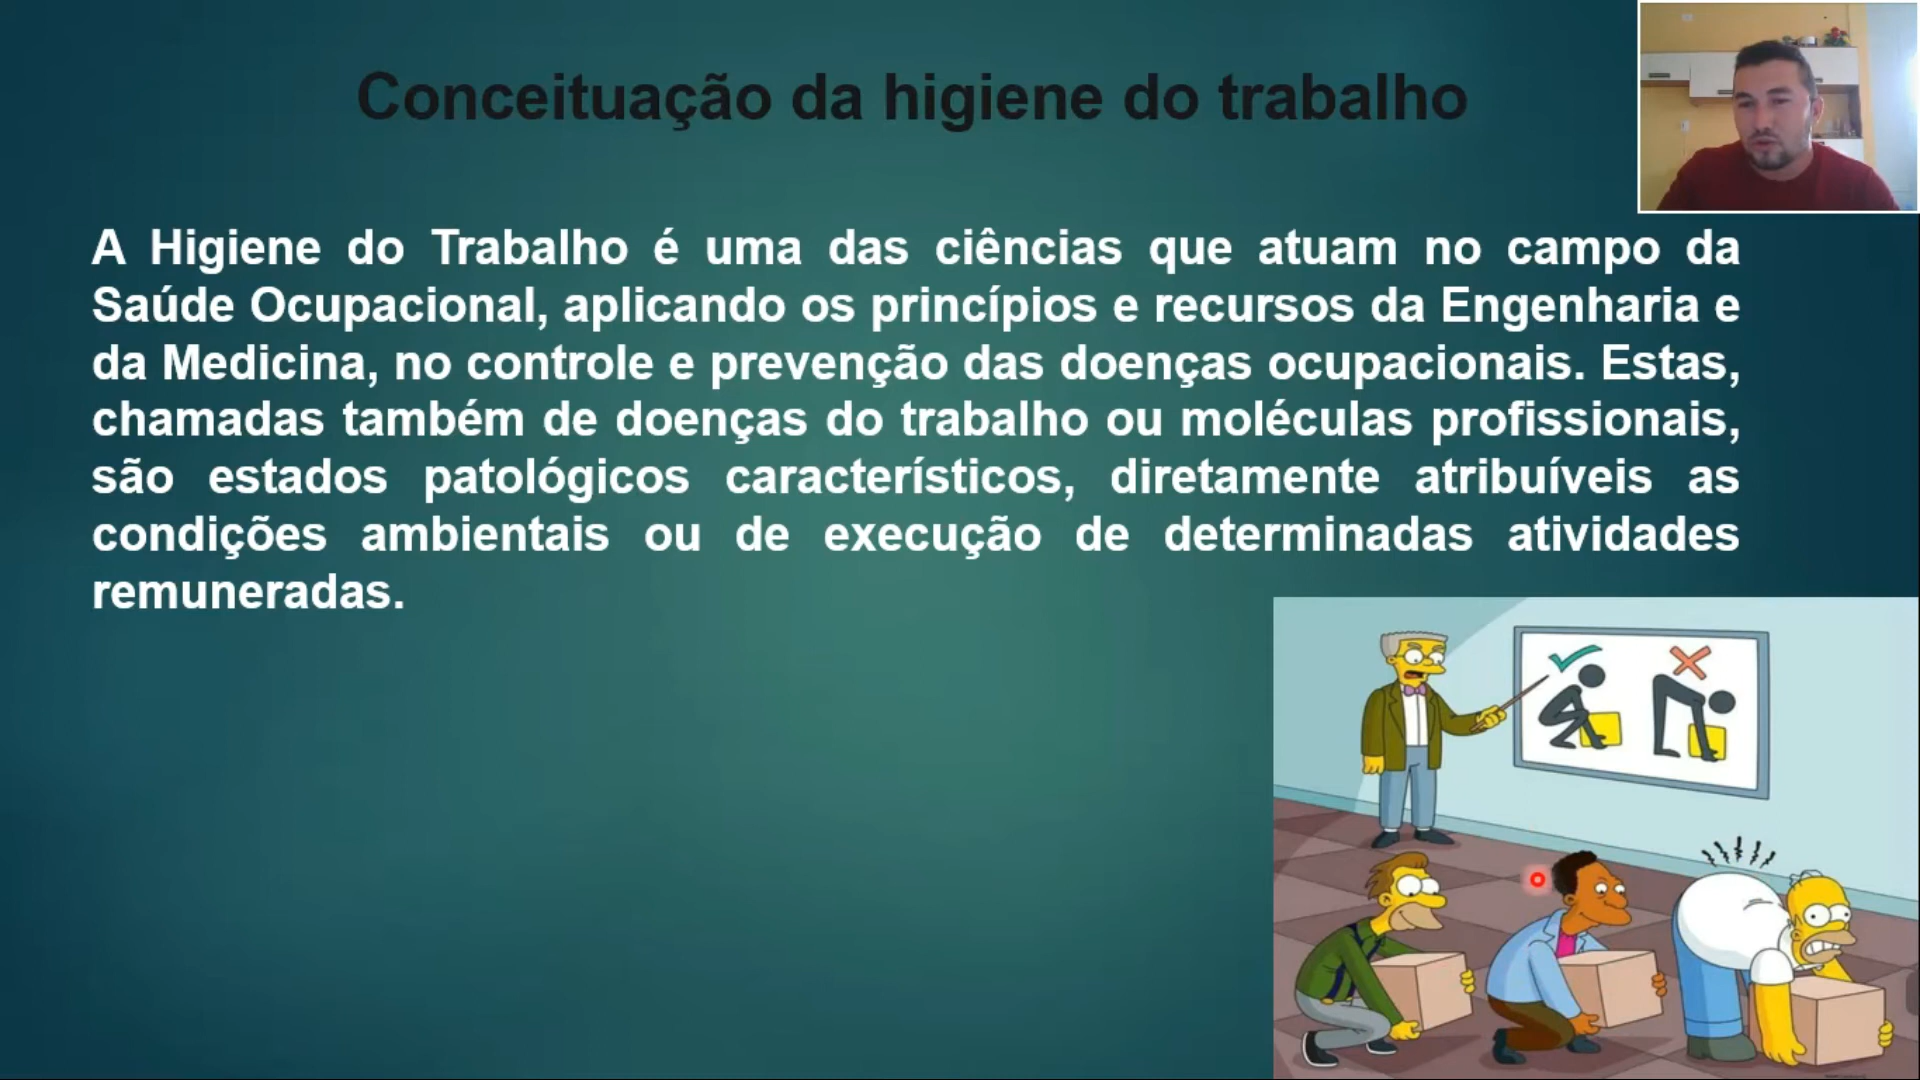 Conceituação da higiene do trabalho
A Higiene do Trabalho é uma das ciências que atuam no campo da
Saúde Ocupacional, aplicando os princípios e recursos da Engenharia e
da Medicina, no controle e prevenção das doenças ocupacionais. Estas,
chamadas também de doenças do trabalho ou moléculas profissionais,
são estados patológicos característicos, diretamente atribuíveis as
condições ambientais ou de execução de determinadas atividades
remuneradas.